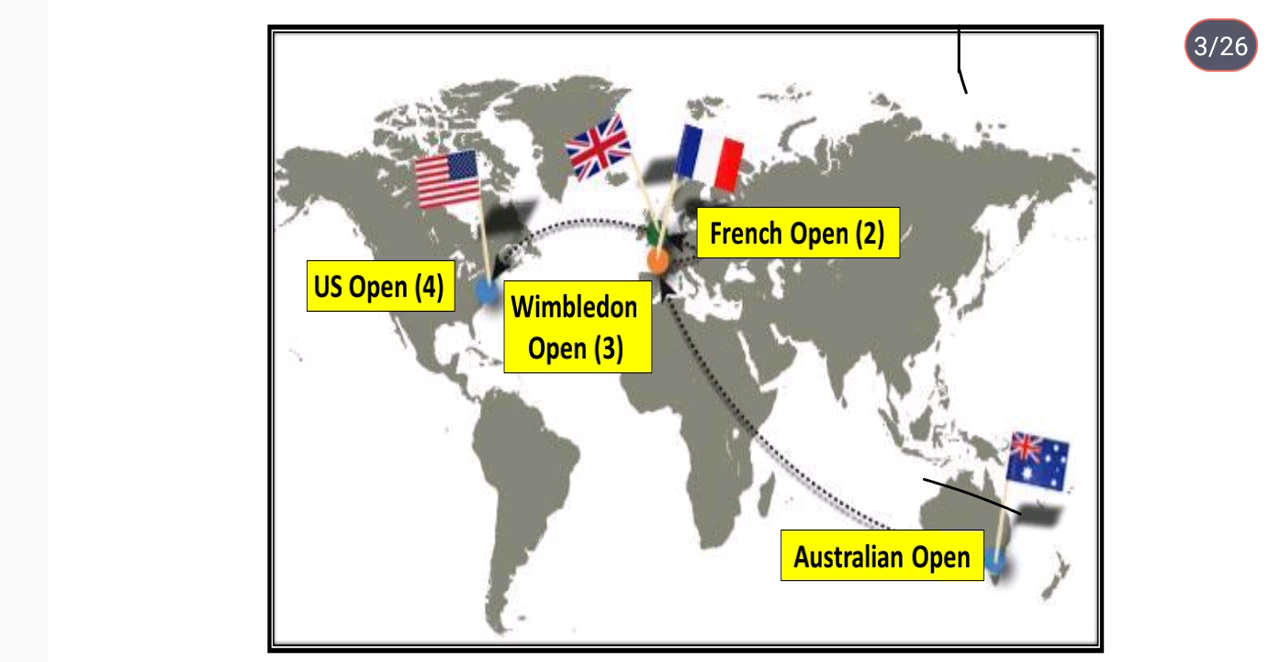 3/26
French Open (2)
US Open (4)
Wimbledon
Open (3)
Australian Open